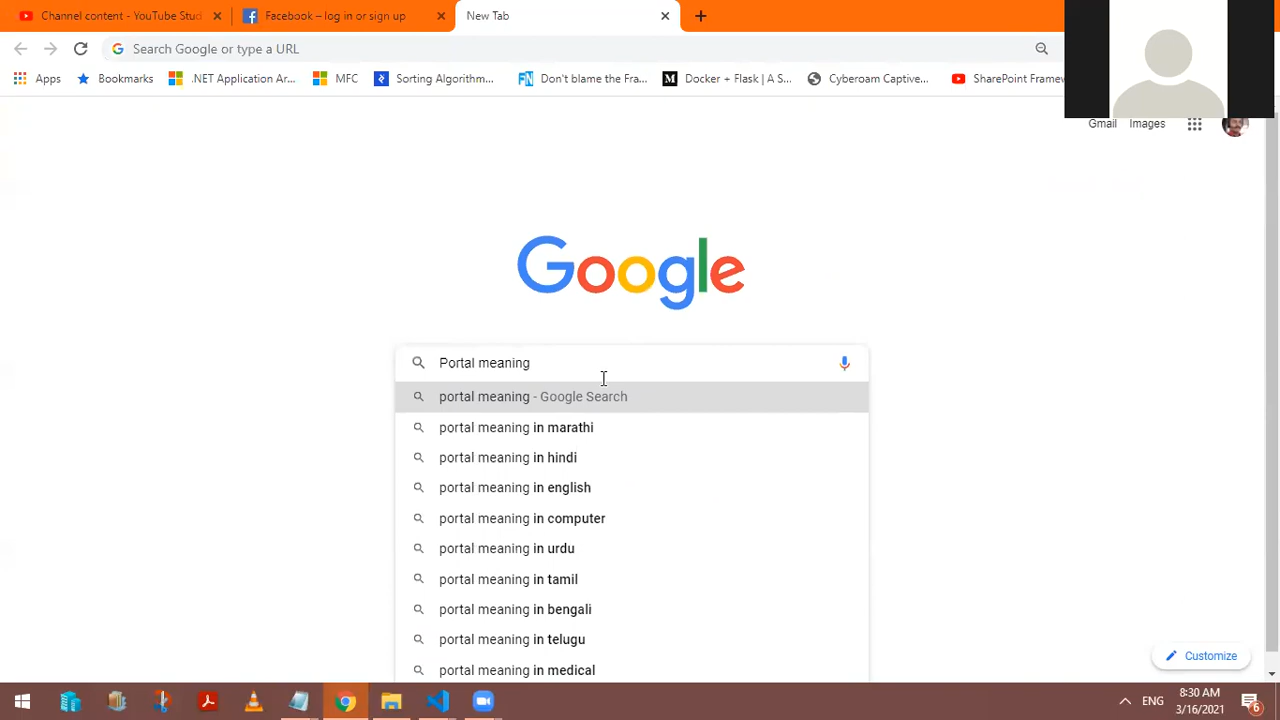 Channel content - YouTube Stud
Facebook – log in or sign up
New Tab
Search Google or type a URL
Apps
Bookmarks
.NET Application Ar...
MFC
Sorting Algorithm...
Don't blame the Fra...
Docker + Flask | A S...
Cyberoam Captive...
SharePoint Framew
Gmail
Images
Google
Portal meaning
portal meaning - Google Search
portal meaning in marathi
portal meaning in hindi
portal meaning in english
portal meaning in computer
portal meaning in urdu
portal meaning in tamil
portal meaning in bengali
portal meaning in telugu
portal meaning in medical
Customize
ENG
8:30 AM
3/16/2021
6